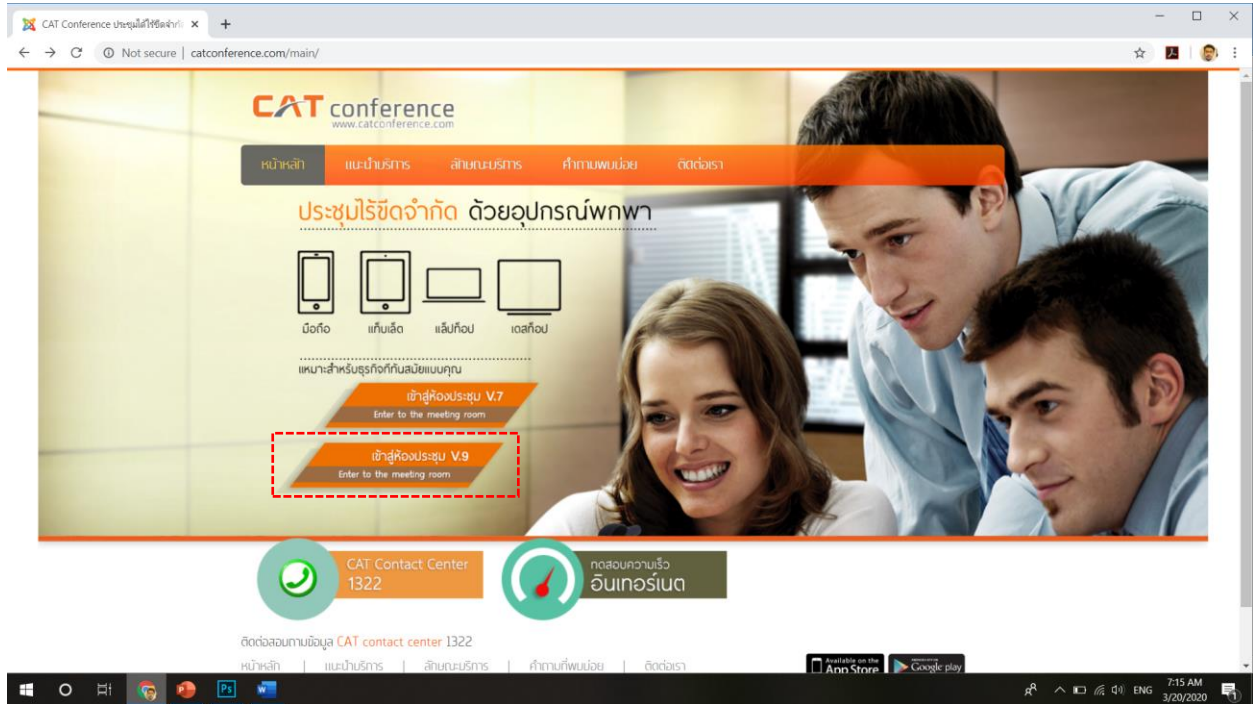 CAT Conference ประชุมได้ไร้ขีดจำกั
Not secure | catconference.com/main/
CAT conference
www.catconference.com
หน้าหลัก แนะนำบริการ ลักษณะบริการ คำถามพบบ่อย ติดต่อเรา
ประชุมไร้ขีดจำกัด ด้วยอุปกรณ์พกพา
มือถือ แท็บเล็ต แล็ปท็อป เดสท็อป
เหมาะสำหรับธุรกิจที่ทันสมัยแบบคุณ
เข้าสู่ห้องประชุม V.7
Enter to the meeting room
เข้าสู่ห้องประชุม V.9
Enter to the meeting room
CAT Contact Center
1322
ทดสอบความเร็ว
อินเทอร์เนต
ติดต่อสอบถามข้อมูล CAT contact center 1322
หน้าหลัก | แนะนำบริการ | ลักษณะบริการ | คำถามที่พบบ่อย | ติดต่อเรา
Available on the
App Store
Google play
Ps
ENG
7:15 AM
3/20/2020